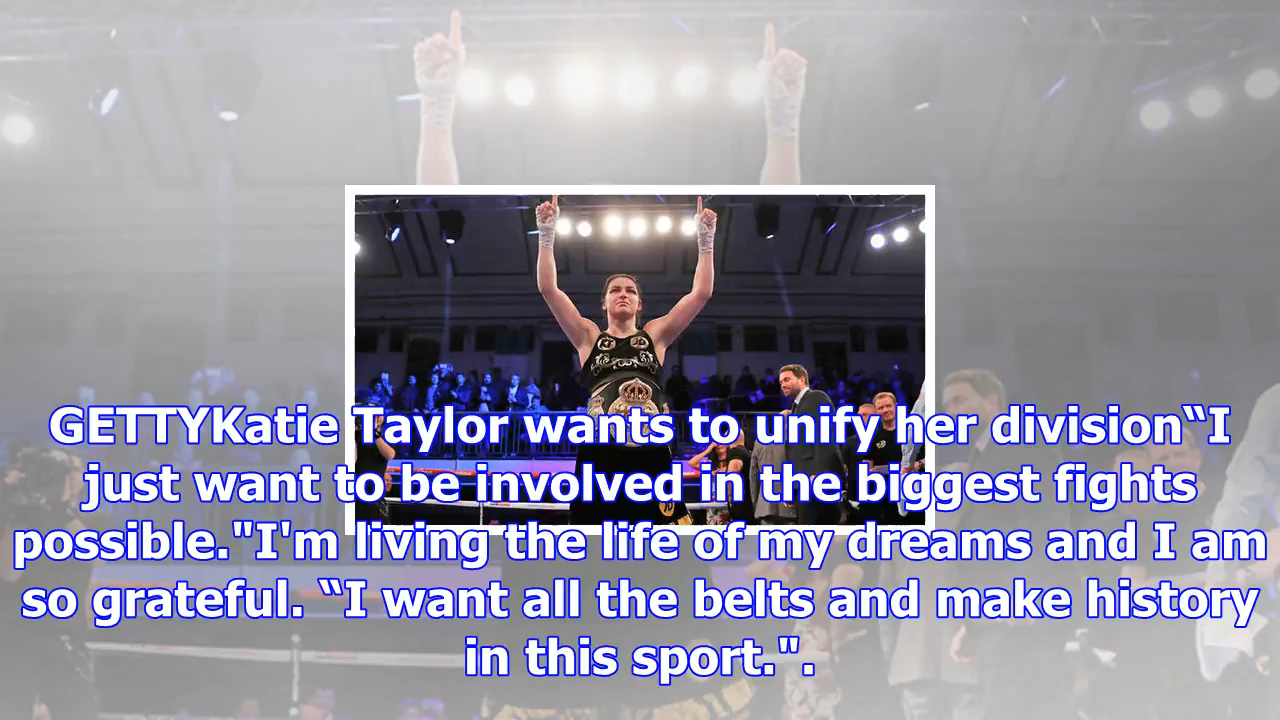 GETTYKatie Taylor wants to unify her division“I
just want to be involved in the biggest fights
possible."I'm living the life of my dreams and I am
so grateful. “I want all the belts and make history
in this sport.".